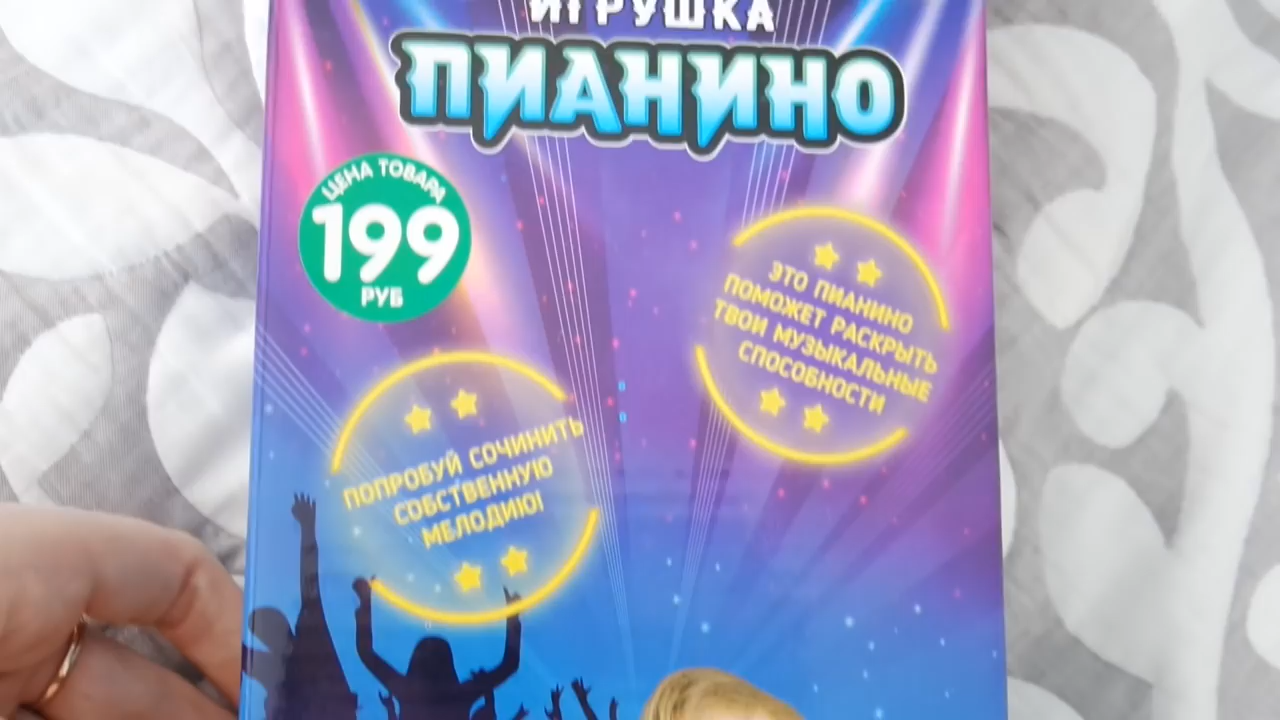 ИГРУШКА
ПИАНИНО
ЦЕНА ТОВАРА
199
РУБ
ЭТО ПИАНИНО
ПОМОЖЕТ РАСКРЫТЬ
ТВОИ МУЗЫКАЛЬНЫЕ
СПОСОБНОСТИ
ПОПРОБУЙ СОЧИНИТЬ
СОБСТВЕННУЮ
МЕЛОДИЮ!